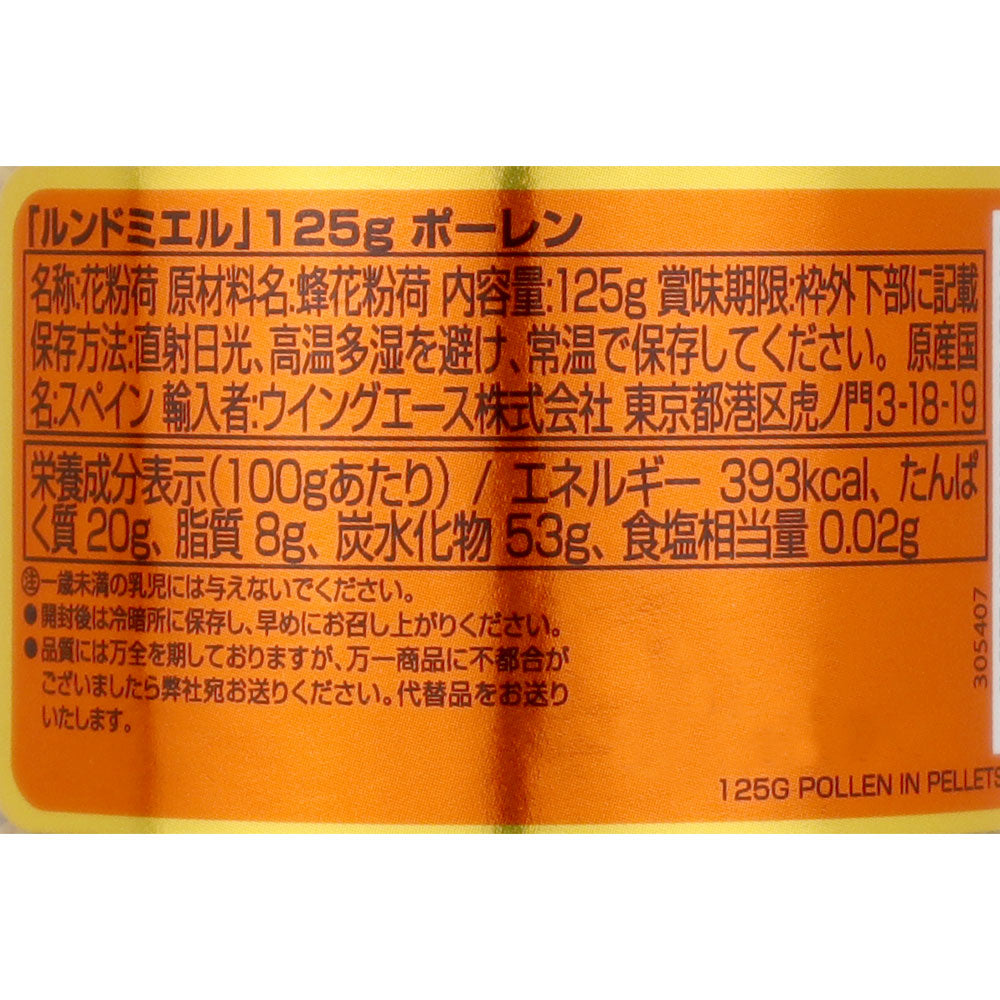 「ルンドミエル」125g ポーレン
名称:花粉荷 原材料名:蜂花粉荷 内容量:125g 賞味期限:枠外下部に記載
保存方法:直射日光、高温多湿を避け、常温で保存してください。 原産国
名:スペイン 輸入者:ウイングエース株式会社 東京都港区虎ノ門3-18-19
栄養成分表示(100gあたり) / エネルギー 393kcal、たんぱ
く質 20g、脂質 8g、炭水化物 53g、食塩相当量 0.02g
㊟一歳未満の乳児には与えないでください。
●開封後は冷暗所に保存し、早めにお召し上がりください。
●品質には万全を期しておりますが、万一商品に不都合が
ございましたら弊社宛お送りください。代替品をお送り
いたします。
305407
125G POLLEN IN PELLETS